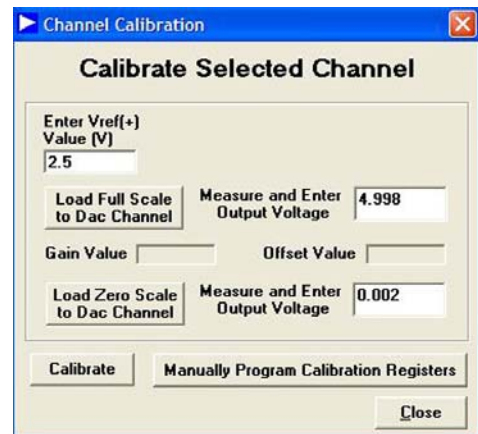 Channel Calibration
Calibrate Selected Channel
Enter Vref(+)
Value (V)
2.5
Load Full Scale
to Dac Channel
Measure and Enter
Output Voltage
4.998
Gain Value
Offset Value
Load Zero Scale
to Dac Channel
Measure and Enter
Output Voltage
0.002
Calibrate
Manually Program Calibration Registers
Close